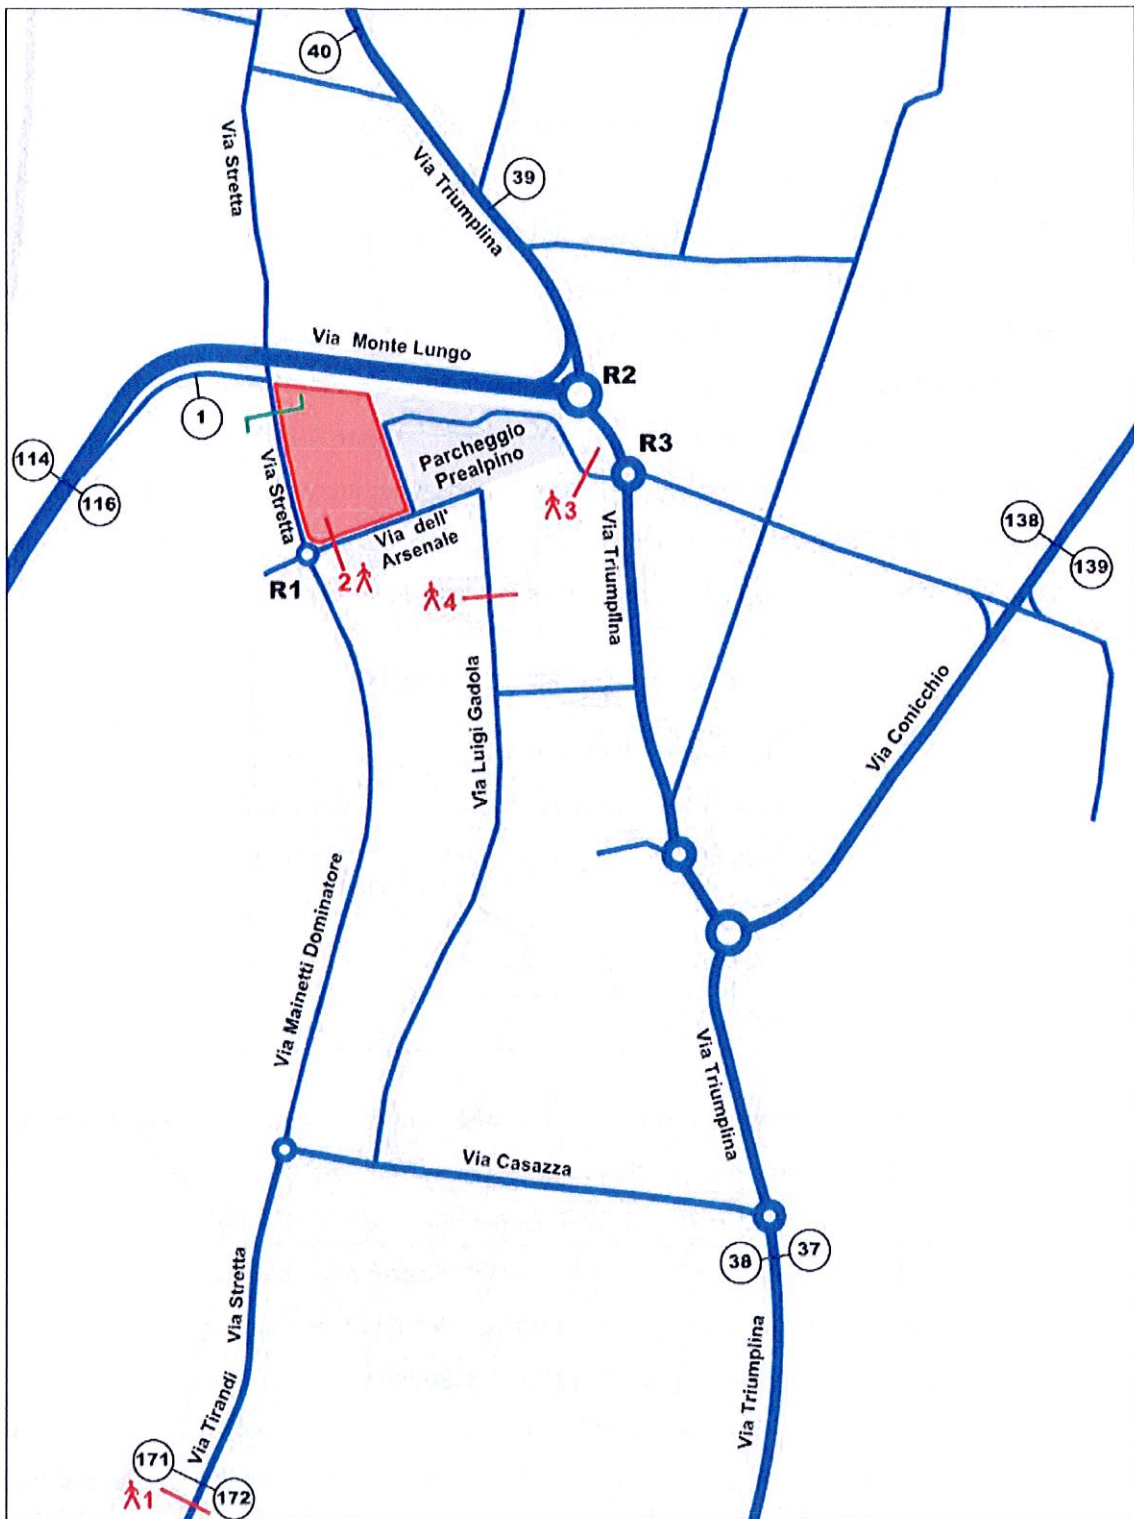 40
Via Stretta
Via Triumplina
39
Via Monte Lungo
R2
1
R3
114
116
Via Stretta
Parcheggio
Prealpino
3
138
139
Via dell'
Arsenale
R1
2
4
Via Triumplina
Via Luigi Gadola
Via Conicchio
Via Mainetti Dominatore
Via Triumplina
Via Casazza
38
37
Via Stretta
Via Triumplina
Via Tirandi
171
172
1